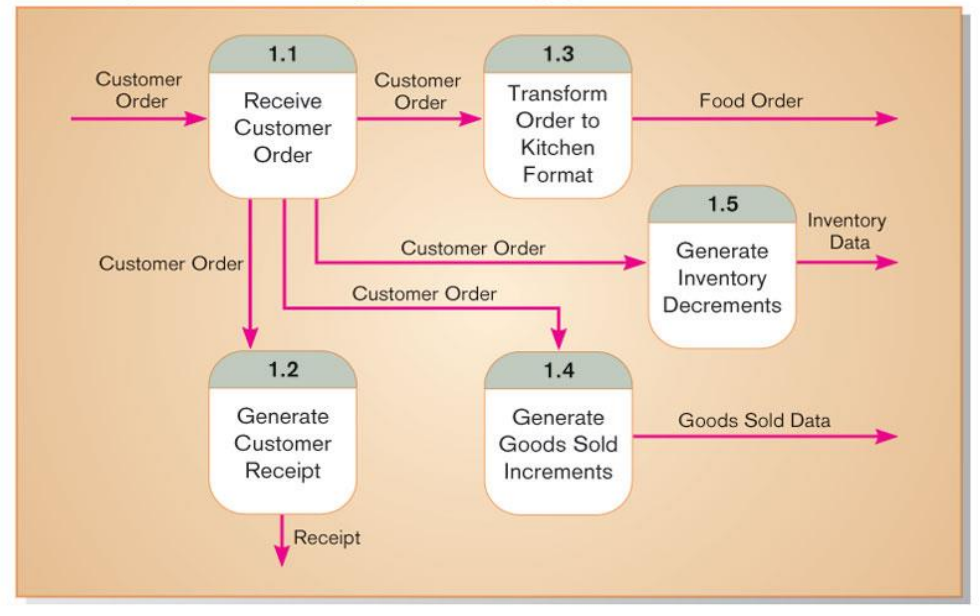 1.1
1.3
Customer
Order
Receive
Customer
Order
Customer
Order
Transform
Order to
Kitchen
Format
Food Order
1.5
Generate
Inventory
Decrements
Inventory
Data
Customer Order
Customer Order
Customer Order
1.2
Generate
Customer
Receipt
1.4
Generate
Goods Sold
Increments
Goods Sold Data
Receipt